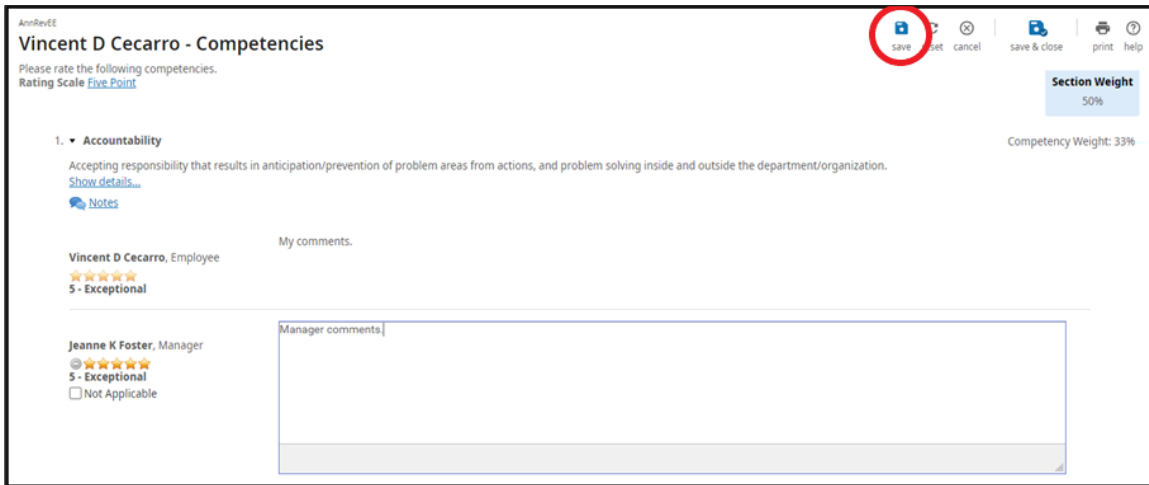 AnnRevEE
Vincent D Cecarro - Competencies
save
reset
cancel
save & close
print
help
Please rate the following competencies.
Rating Scale Five Point
Section Weight
50%
1. ▾ Accountability
Competency Weight: 33%
Accepting responsibility that results in anticipation/prevention of problem areas from actions, and problem solving inside and outside the department/organization.
Show details...
Notes
My comments.
Vincent D Cecarro, Employee
5 - Exceptional
Manager comments.
Jeanne K Foster, Manager
5 - Exceptional
Not Applicable